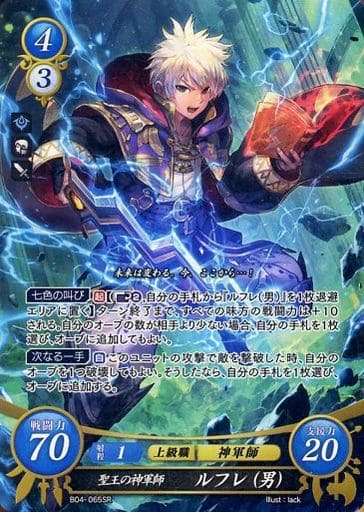 4
3
未来は変わる。今、ここから…!
七色の叫び 起 [②, 自分の手札から『ルフレ(男)』を1枚退避
エリアに置く] ターン終了まで、すべての味方の戦闘力は+10
される。自分のオーブの数が相手より少ない場合、自分の手札を1枚
選び、オーブに追加してもよい。
次なる一手 自 このユニットの攻撃で敵を撃破した時、自分の
オーブを1つ破壊してもよい。そうしたなら、自分の手札を1枚選び、
オーブに追加する。
戦闘力
70
射程 1
上級職
神軍師
支援力
20
聖王の神軍師 ルフレ(男)
B04-065SR
Illust : lack